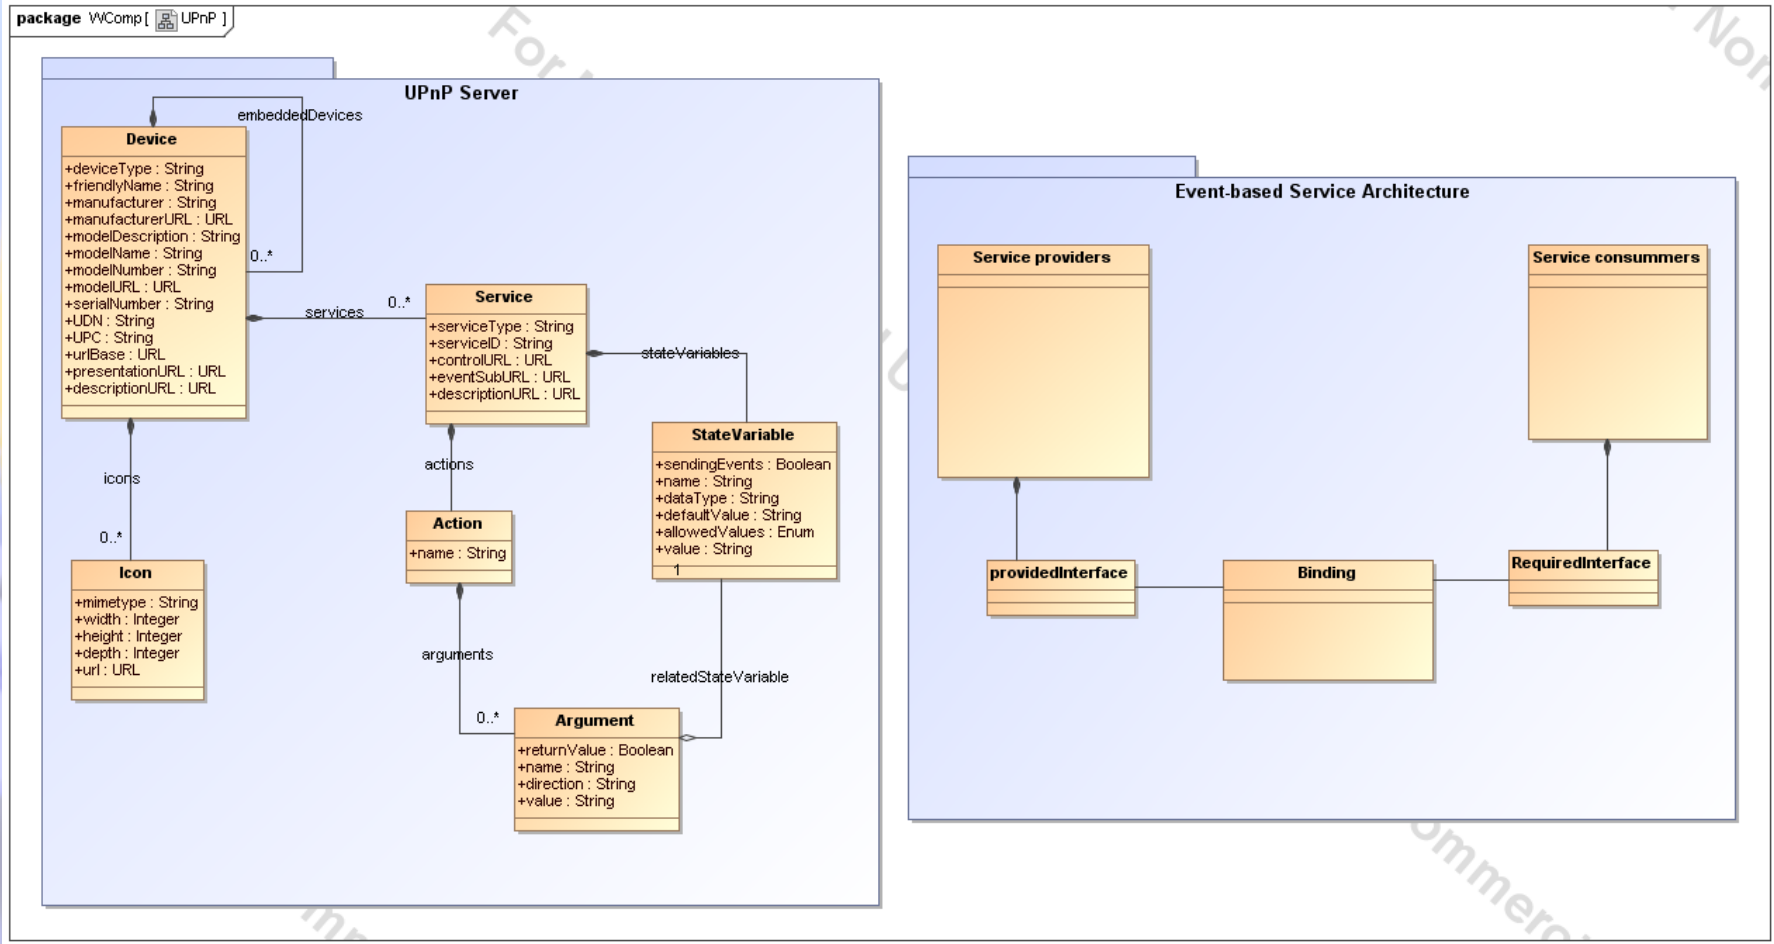 package WComp[ UPnP ]
UPnP Server
embeddedDevices
Device
+deviceType : String
+friendlyName : String
+manufacturer : String
+manufacturerURL : URL
+modelDescription : String
+modelName : String
+modelNumber : String
+modelURL : URL
+serialNumber : String
+UDN : String
+UPC : String
+urlBase : URL
+presentationURL : URL
+descriptionURL : URL
0..*
services
0..*
Service
+serviceType : String
+serviceID : String
+controlURL : URL
+eventSubURL : URL
+descriptionURL : URL
stateVariables
StateVariable
+sendingEvents : Boolean
+name : String
+dataType : String
+defaultValue : String
+allowedValues : Enum
+value : String
1
icons
0..*
actions
Action
+name : String
Icon
+mimetype : String
+width : Integer
+height : Integer
+depth : Integer
+url : URL
arguments
0..*
relatedStateVariable
Argument
+returnValue : Boolean
+name : String
+direction : String
+value : String
Event-based Service Architecture
Service providers
Service consummers
providedInterface
Binding
RequiredInterface
For
Non
ommerc